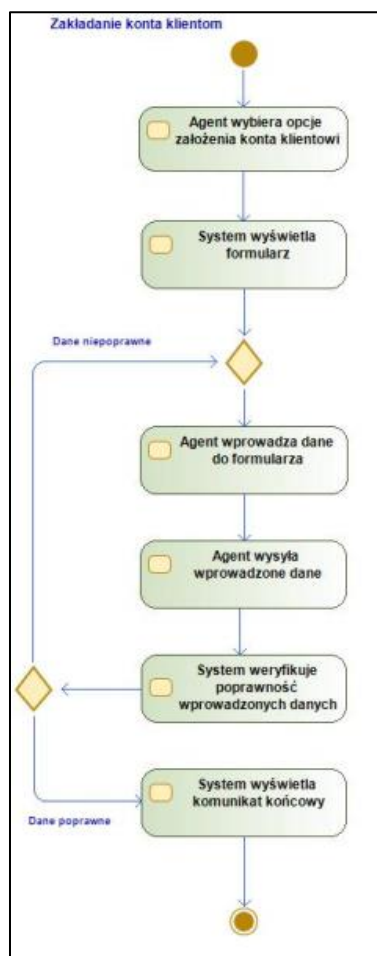 Zakładanie konta klientom
Agent wybiera opcje
założenia konta klientowi
System wyświetla
formularz
Dane niepoprawne
Agent wprowadza dane
do formularza
Agent wysyła
wprowadzone dane
System weryfikuje
poprawność
wprowadzonych danych
System wyświetla
komunikat końcowy
Dane poprawne